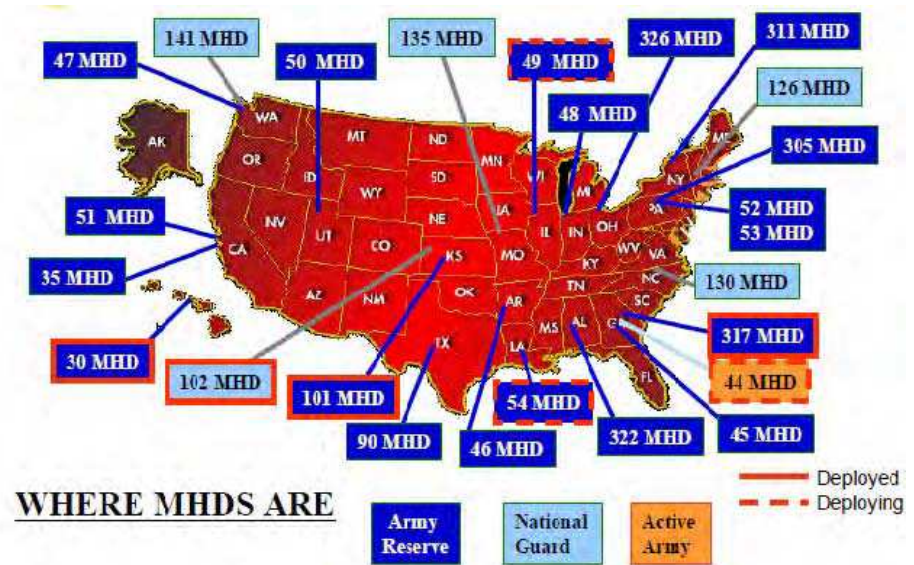 141 MHD
135 MHD
326 MHD
311 MHD
47 MHD
50 MHD
49 MHD
126 MHD
48 MHD
305 MHD
52 MHD
53 MHD
51 MHD
35 MHD
130 MHD
30 MHD
102 MHD
101 MHD
317 MHD
44 MHD
54 MHD
90 MHD
46 MHD
322 MHD
45 MHD
WA
MT
ND
MN
AK
OR
ID
WY
SD
WI
MI
NY
NV
UT
CO
NE
IL
IN
OH
PA
CA
KS
MO
KY
WV
VA
AZ
NM
OK
AR
TN
NC
SC
MS
AL
LA
FL
Deployed
Deploying
WHERE MHDS ARE
Army
Reserve
National
Guard
Active
Army